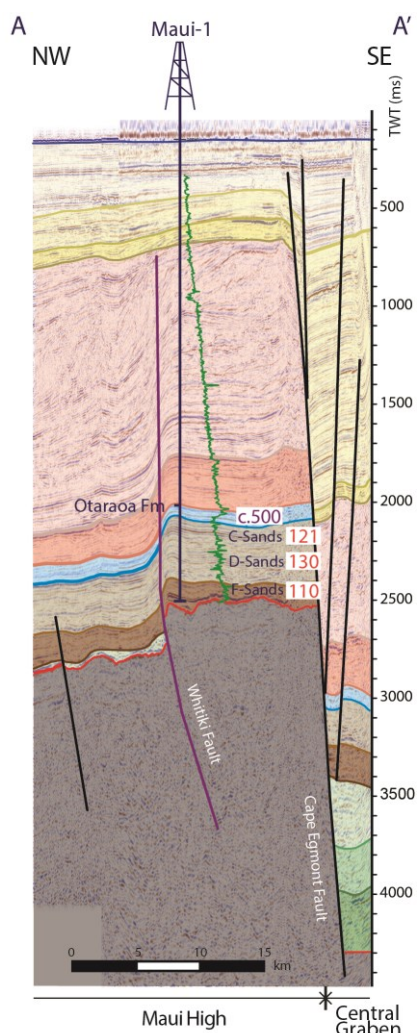 A
A'
Maui-1
NW
SE
TWT (ms)
500
1000
1500
2000
2500
3000
3500
4000
Otaraoa Fm
c.500
C-Sands 121
D-Sands 130
F-Sands 110
Whitiki Fault
Cape Egmont Fault
0 5 10 15
km
Maui High
Central
Graben